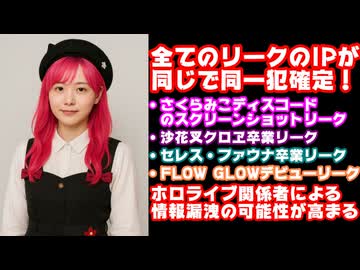 全てのリークのIPが
同じで同一犯確定！
・さくらみこディスコード
のスクリーンショットリーク
・沙花叉クロヱ卒業リーク
・セレス・ファウナ卒業リーク
・FLOW GLOWデビューリーク
ホロライブ関係者による
情報漏洩の可能性が高まる